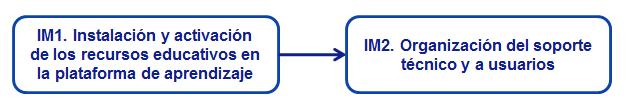 IM1. Instalación y activación
de los recursos educativos en
la plataforma de aprendizaje
IM2. Organización del soporte
técnico y a usuarios